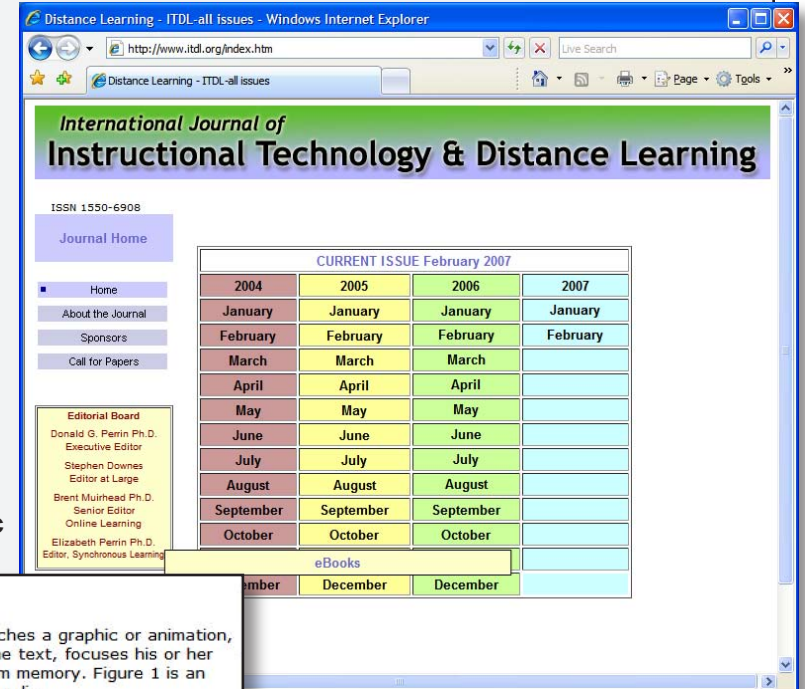 Distance Learning - ITDL-all issues - Windows Internet Explorer
http://www.itdl.org/index.htm
Live Search
Distance Learning - ITDL-all issues
Page
Tools
International Journal of
Instructional Technology & Distance Learning
ISSN 1550-6908
Journal Home
Home
About the Journal
Sponsors
Call for Papers
Editorial Board
Donald G. Perrin Ph.D.
Executive Editor
Stephen Downes
Editor at Large
Brent Muirhead Ph.D.
Senior Editor
Online Learning
Elizabeth Perrin Ph.D.
Editor, Synchronous Learning
CURRENT ISSUE February 2007
2004 2005 2006 2007
January January January January
February February February February
March March March
April April April
May May May
June June June
July July July
August August August
September September September
October October October
eBooks
ember December December
c
ches a graphic or animation,
e text, focuses his or her
m memory. Figure 1 is an